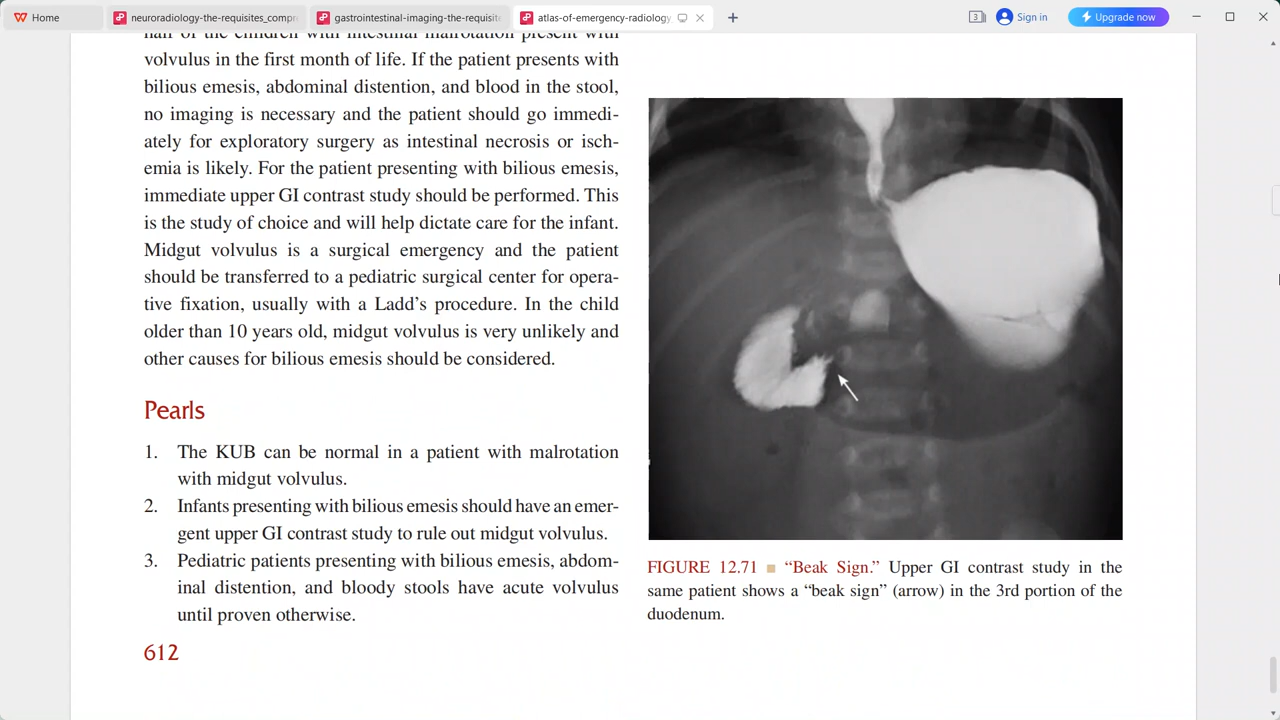 Home
neuroradiology-the-requisites_compr
gastrointestinal-imaging-the-requisite
atlas-of-emergency-radiology
3
Sign in
Upgrade now
half of the children with intestinal malrotation present with
volvulus in the first month of life. If the patient presents with
bilious emesis, abdominal distention, and blood in the stool,
no imaging is necessary and the patient should go immedi-
ately for exploratory surgery as intestinal necrosis or isch-
emia is likely. For the patient presenting with bilious emesis,
immediate upper GI contrast study should be performed. This
is the study of choice and will help dictate care for the infant.
Midgut volvulus is a surgical emergency and the patient
should be transferred to a pediatric surgical center for opera-
tive fixation, usually with a Ladd’s procedure. In the child
older than 10 years old, midgut volvulus is very unlikely and
other causes for bilious emesis should be considered.
Pearls
1. The KUB can be normal in a patient with malrotation
with midgut volvulus.
2. Infants presenting with bilious emesis should have an emer-
gent upper GI contrast study to rule out midgut volvulus.
3. Pediatric patients presenting with bilious emesis, abdom-
inal distention, and bloody stools have acute volvulus
until proven otherwise.
612
FIGURE 12.71 ■ “Beak Sign.” Upper GI contrast study in the
same patient shows a “beak sign” (arrow) in the 3rd portion of the
duodenum.